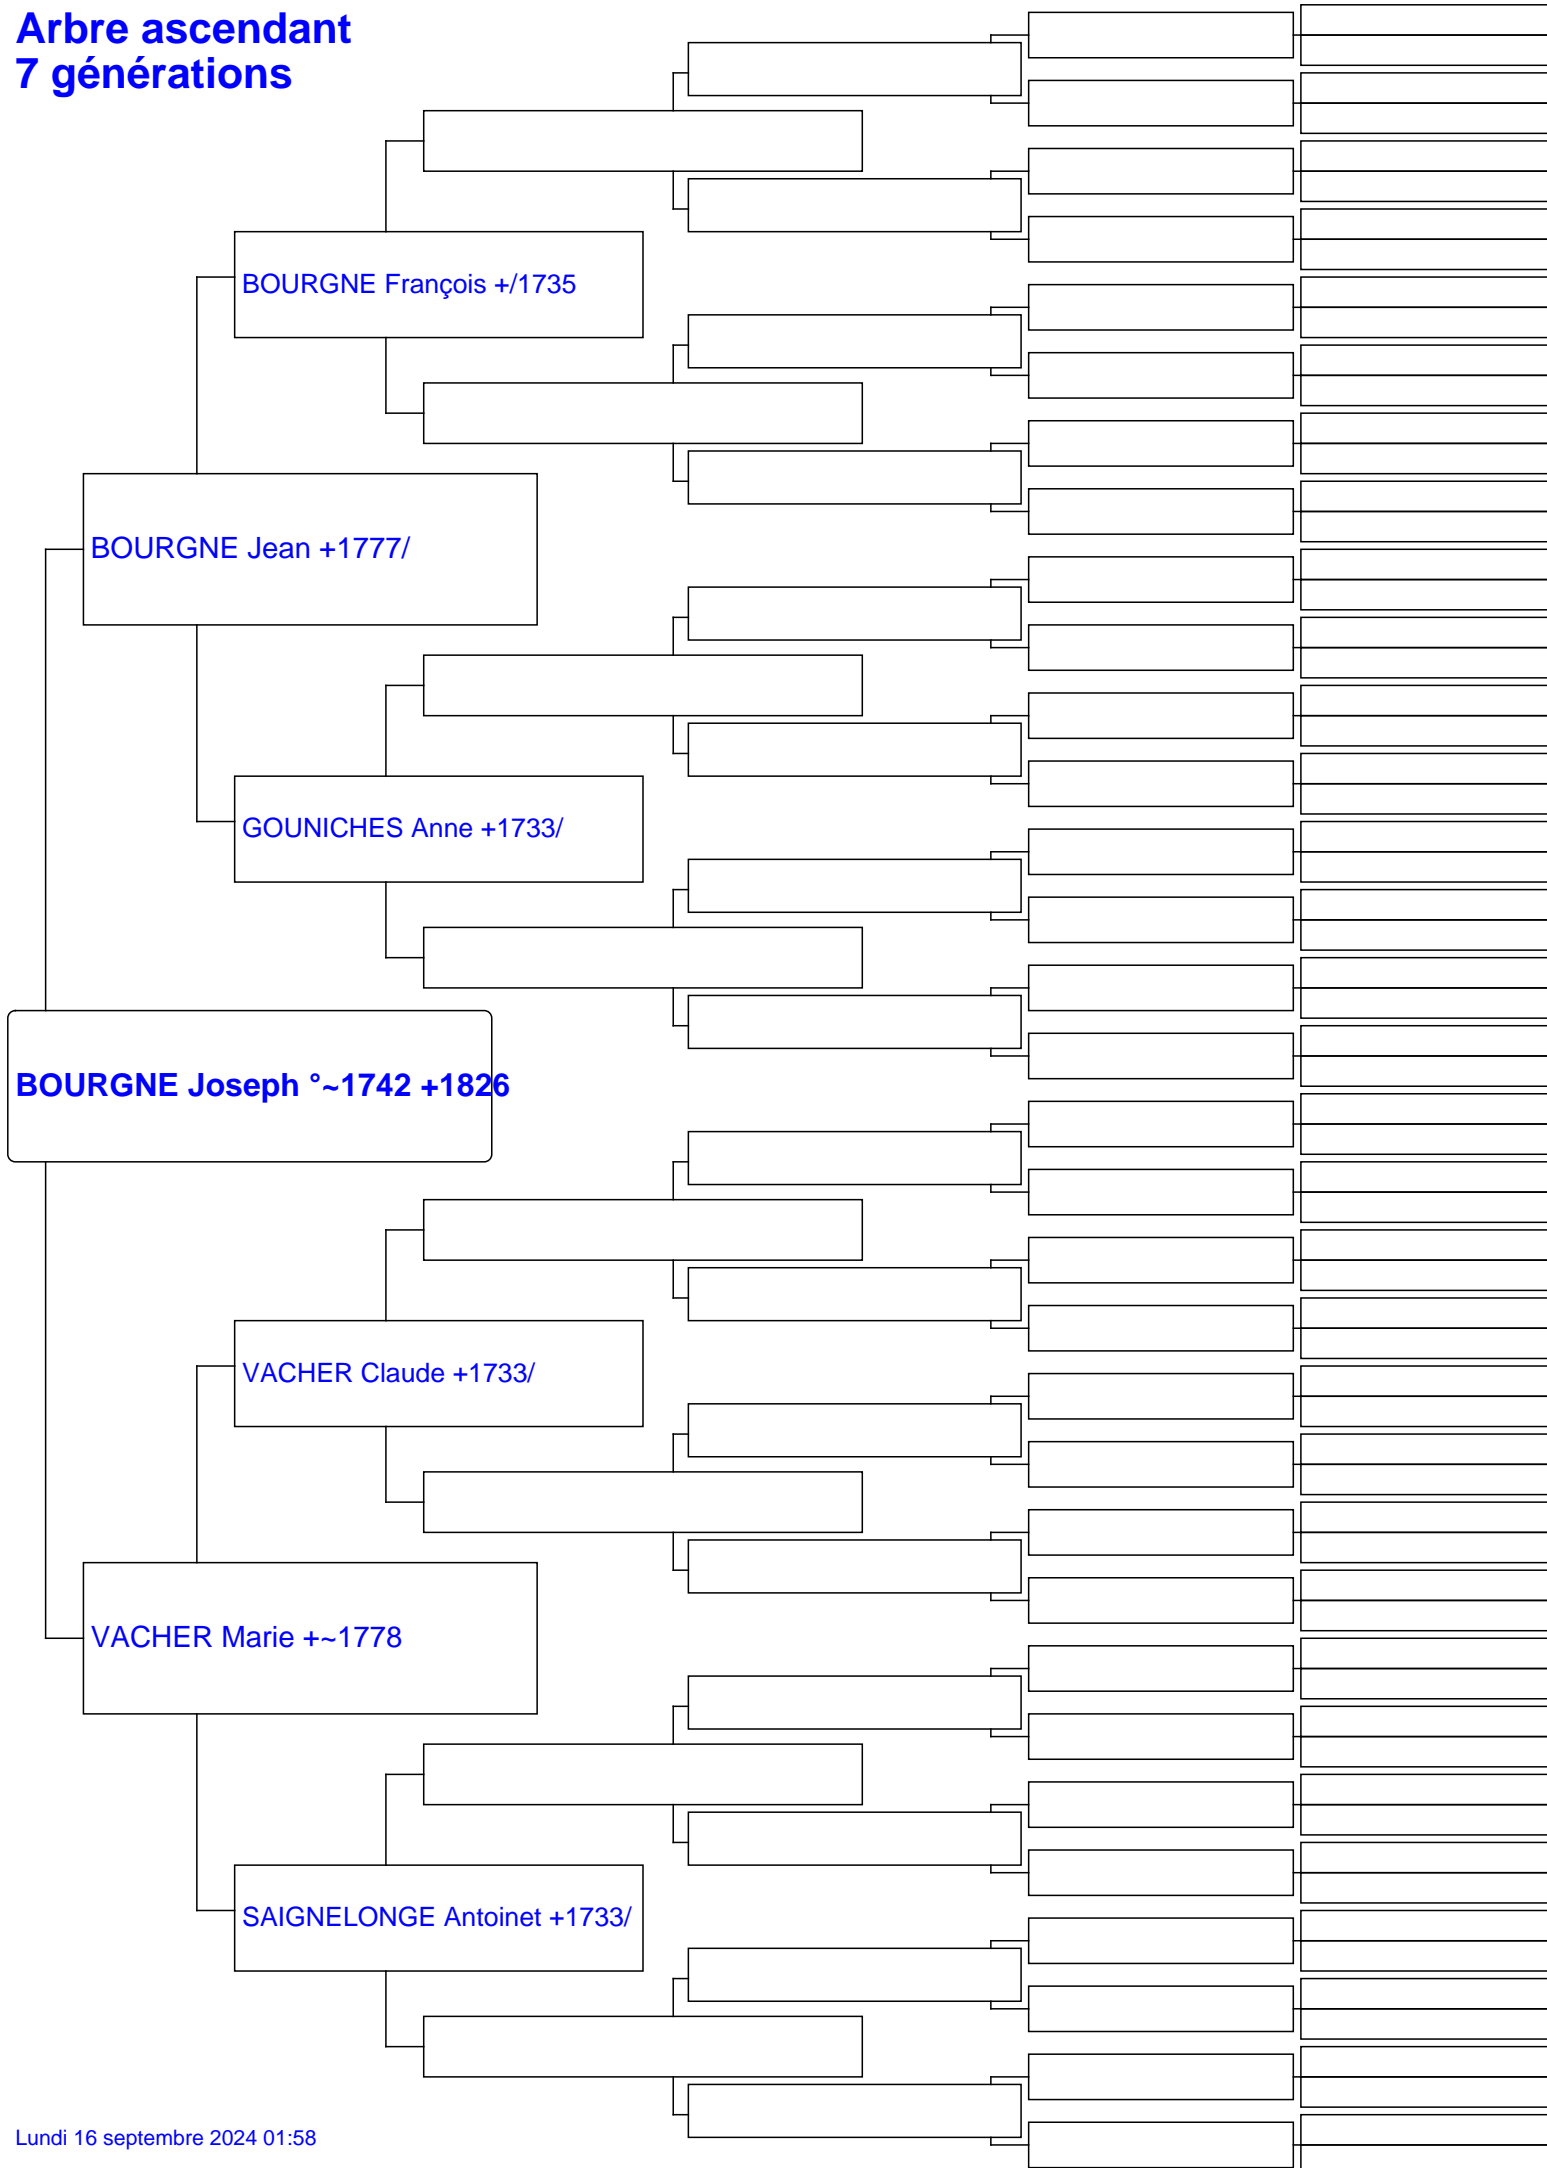 Arbre ascendant
7 générations
BOURGNE François +/1735
BOURGNE Jean +1777/
GOUNICHES Anne +1733/
BOURGNE Joseph °~1742 +1826
VACHER Claude +1733/
VACHER Marie +~1778
SAIGNELONGE Antoinet +1733/
Lundi 16 septembre 2024 01:58